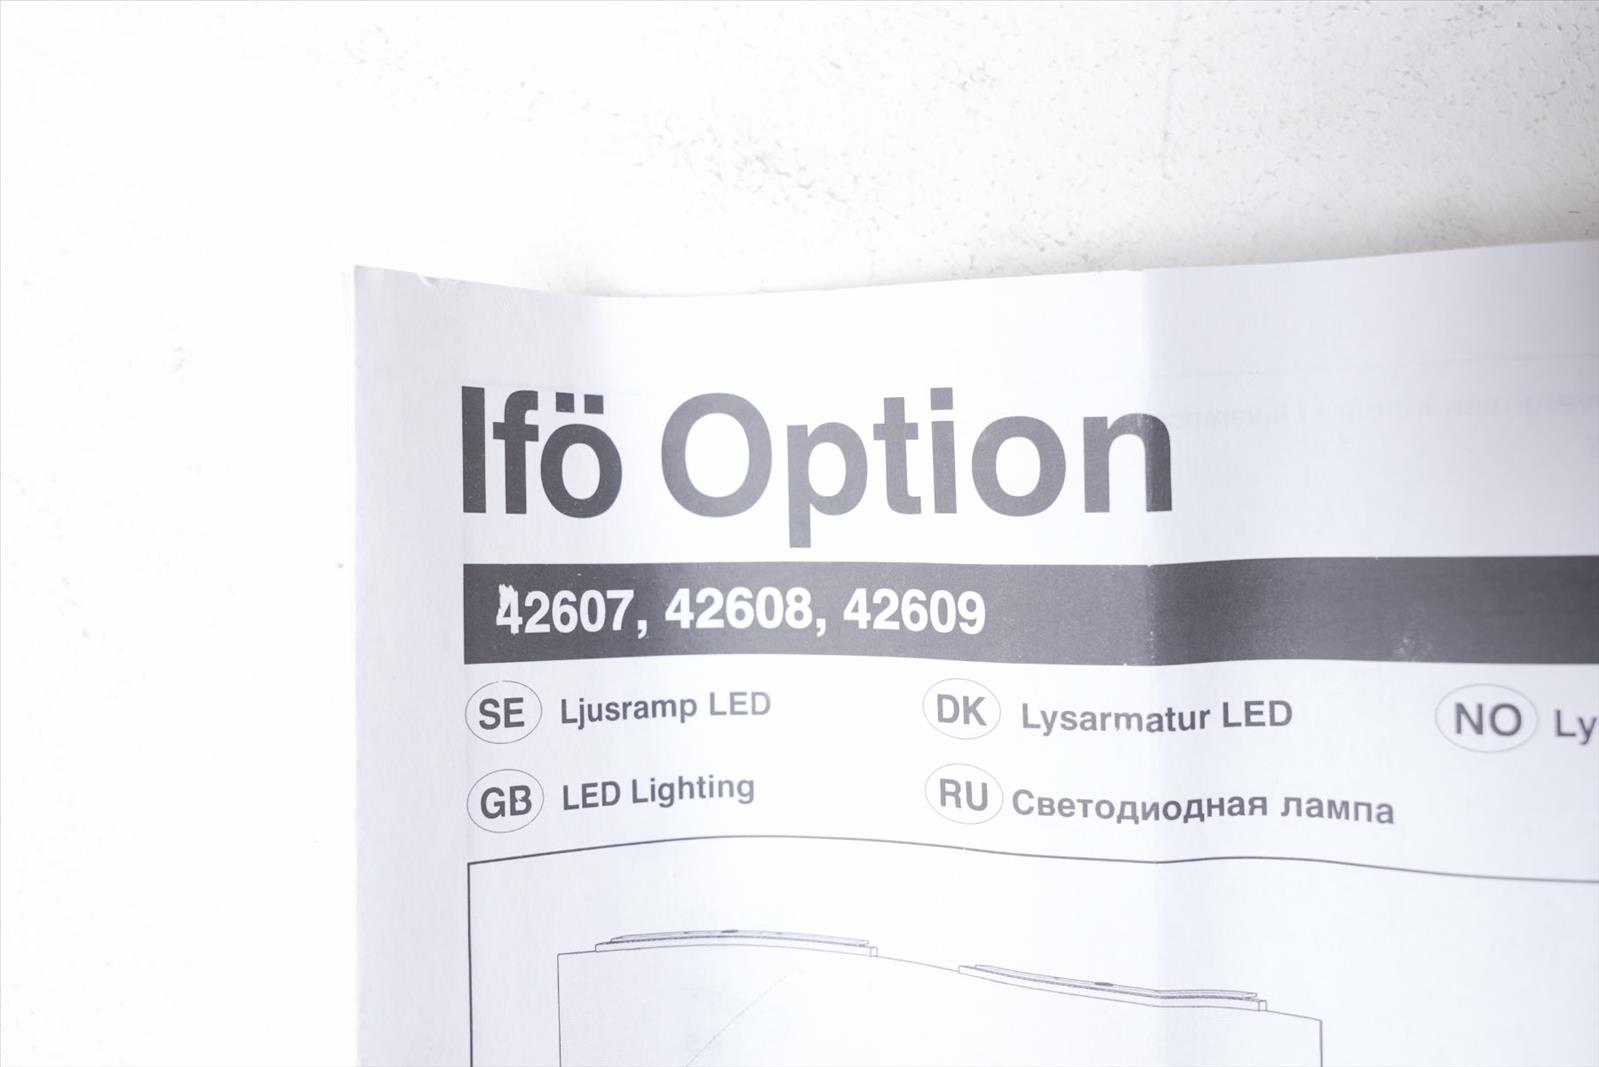 Ifö Option
42607, 42608, 42609
SE Ljusramp LED DK Lysarmatur LED NO
GB LED Lighting RU Светодиодная лампа